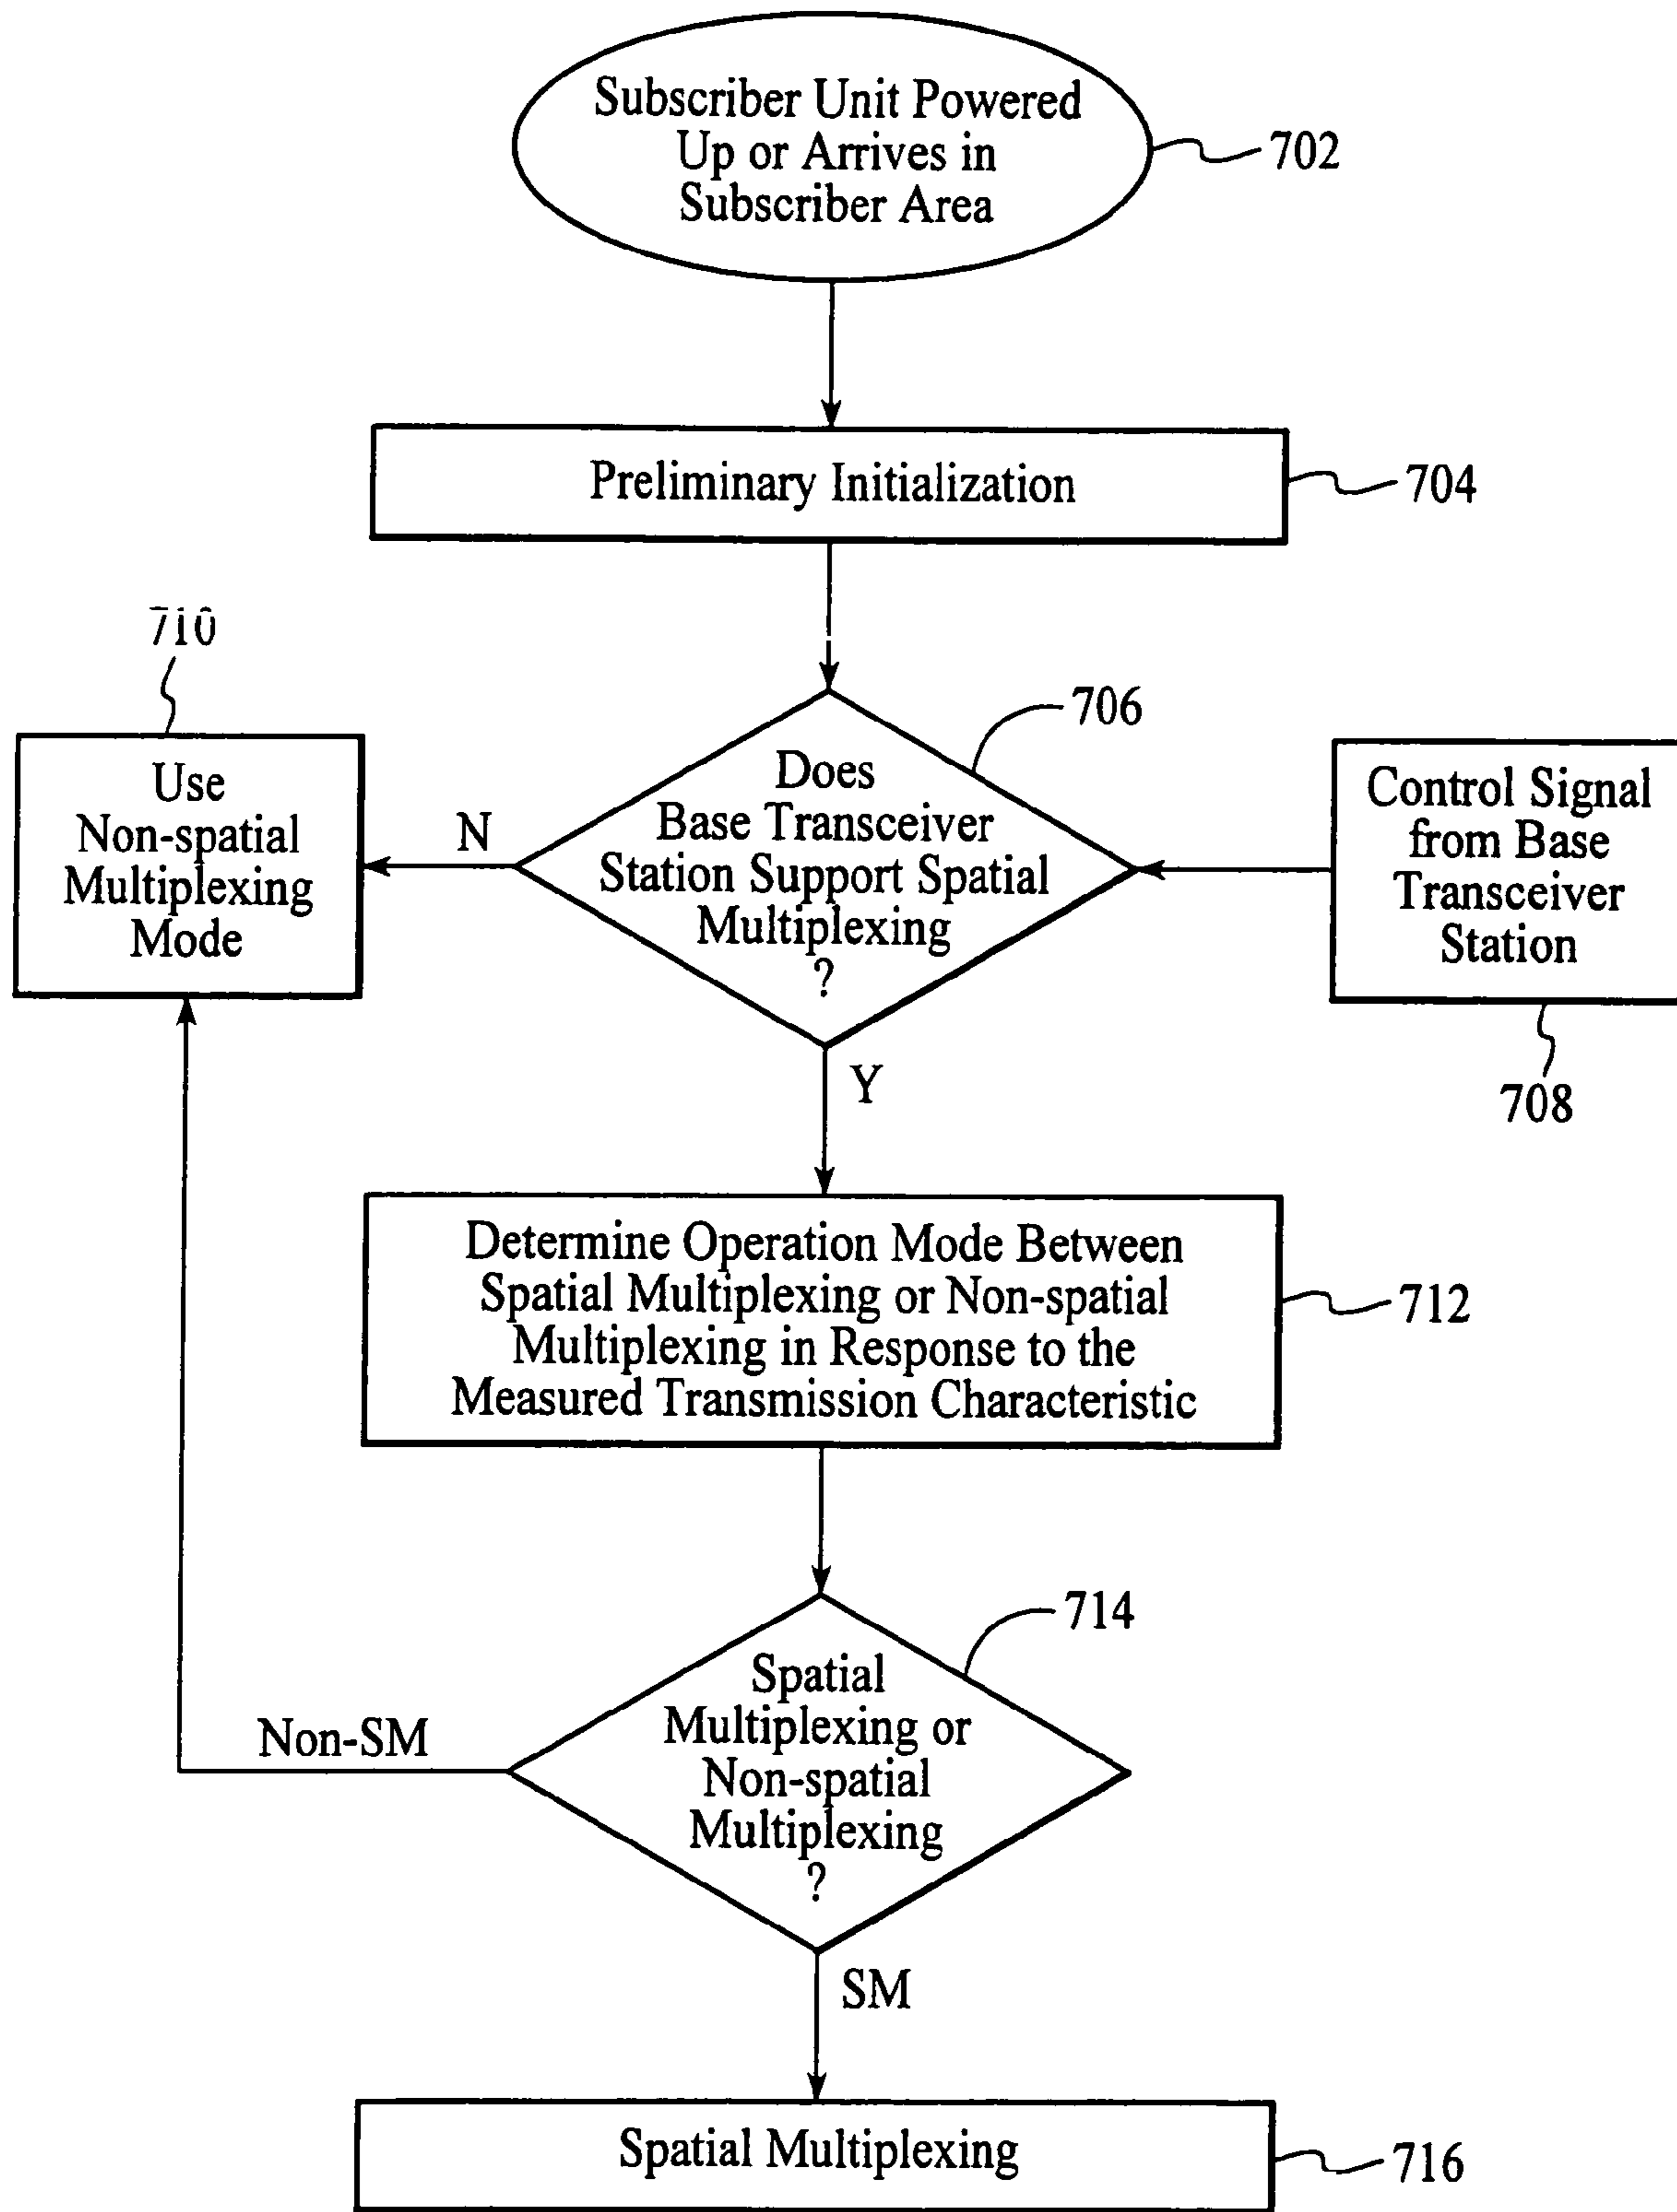 Subscriber Unit Powered
Up or Arrives in
Subscriber Area
702
Preliminary Initialization
704
710
Use
Non-spatial
Multiplexing
Mode
N
706
Does
Base Transceiver
Station Support Spatial
Multiplexing
?
Control Signal
from Base
Transceiver
Station
708
Y
Determine Operation Mode Between
Spatial Multiplexing or Non-spatial
Multiplexing in Response to the
Measured Transmission Characteristic
712
714
Spatial
Multiplexing or
Non-spatial
Multiplexing
?
Non-SM
SM
Spatial Multiplexing
716